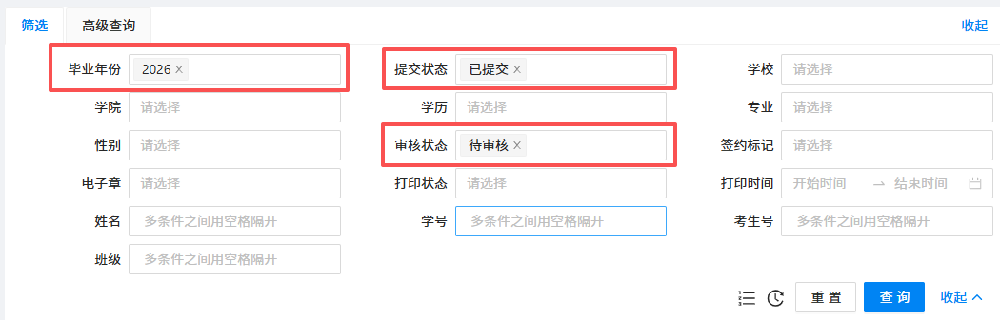 筛选 高级查询 收起
毕业年份 2026 × 提交状态 已提交 × 学校 请选择
学院 请选择 学历 请选择 专业 请选择
性别 请选择 审核状态 待审核 × 签约标记 请选择
电子章 请选择 打印状态 请选择 打印时间 开始时间 → 结束时间
姓名 多条件之间用空格隔开 学号 多条件之间用空格隔开 考生号 多条件之间用空格隔开
班级 多条件之间用空格隔开
重置 查询 收起